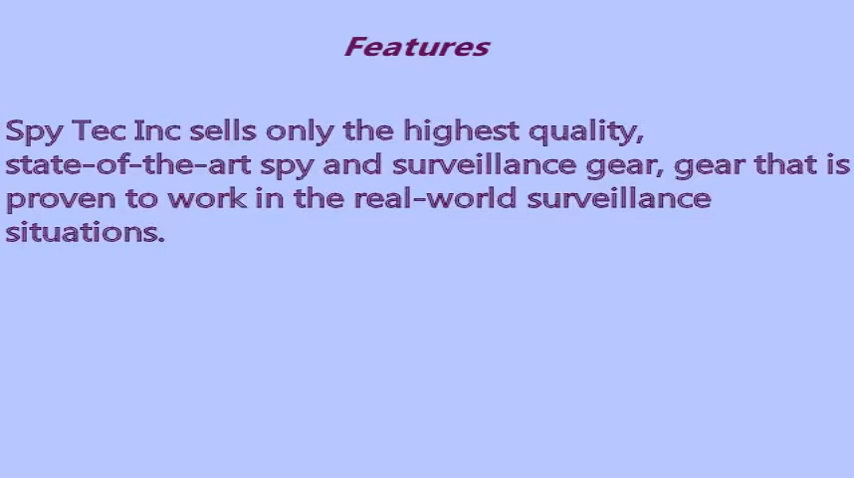 Features
Spy Tec Inc sells only the highest quality,
state-of-the-art spy and surveillance gear, gear that is
proven to work in the real-world surveillance
situations.